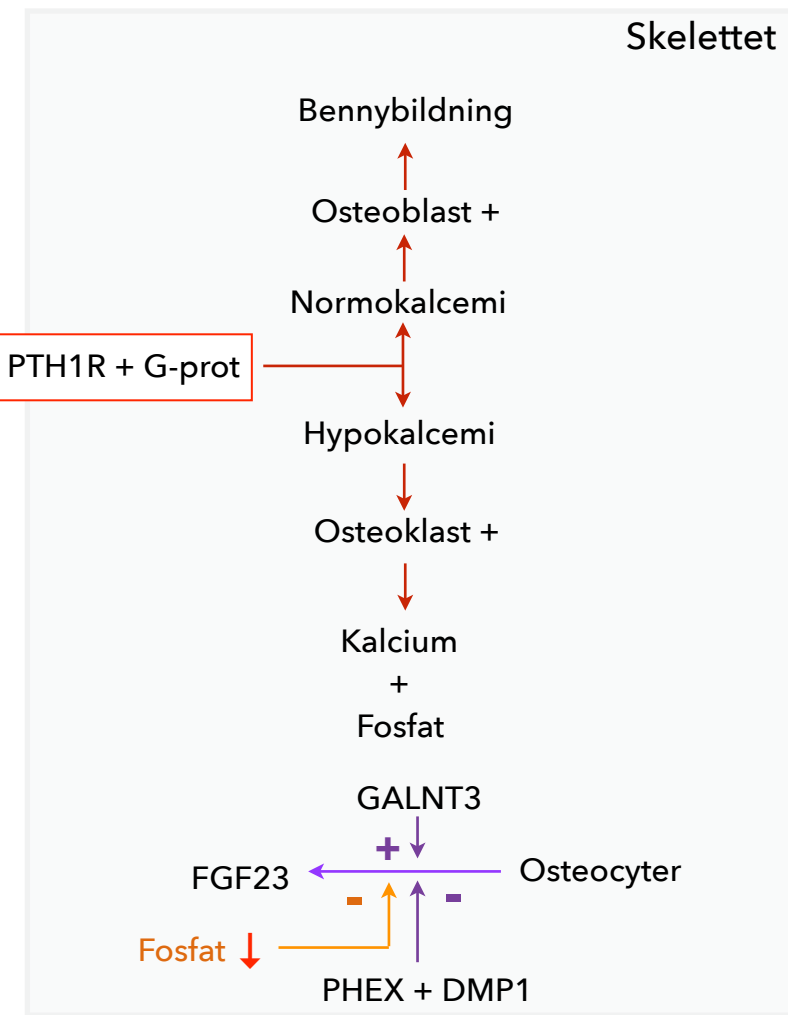 Skelettet
Bennybildning
Osteoblast +
Normokalcemi
PTH1R + G-prot
Hypokalcemi
Osteoklast +
Kalcium
+
Fosfat
GALNT3
+
FGF23
Osteocyter
- -
Fosfat ↓
PHEX + DMP1